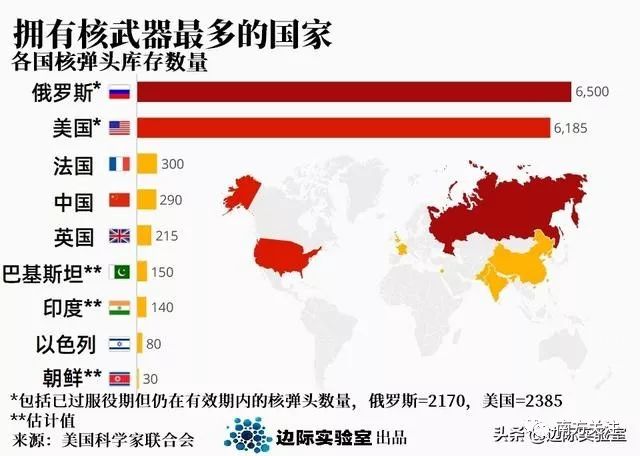 拥有核武器最多的国家
各国核弹头库存数量
俄罗斯* 6,500
美国* 6,185
法国 300
中国 290
英国 215
巴基斯坦** 150
印度** 140
以色列 80
朝鲜** 30
*包括已过服役期但仍在有效期内的核弹头数量，俄罗斯=2170，美国=2385
**估计值
来源：美国科学家联合会
边际实验室 出品
南方关注
头条@边际实验室